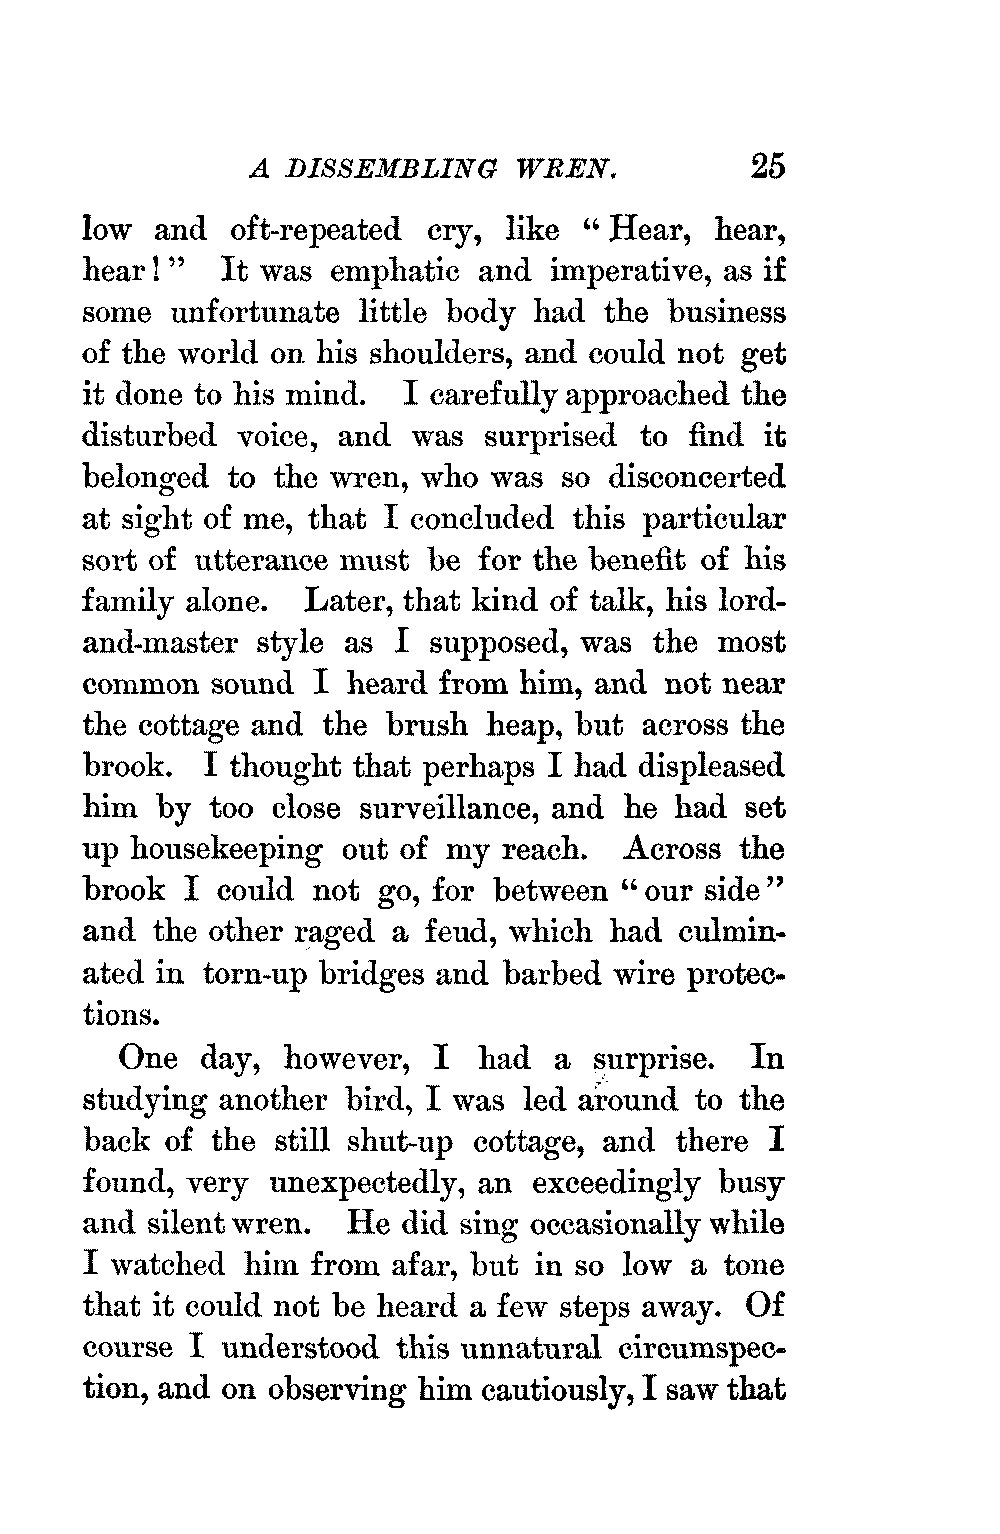 A DISSEMBLING WREN. 25
low and oft-repeated cry, like “Hear, hear,
hear!” It was emphatic and imperative, as if
some unfortunate little body had the business
of the world on his shoulders, and could not get
it done to his mind. I carefully approached the
disturbed voice, and was surprised to find it
belonged to the wren, who was so disconcerted
at sight of me, that I concluded this particular
sort of utterance must be for the benefit of his
family alone. Later, that kind of talk, his lord-
and-master style as I supposed, was the most
common sound I heard from him, and not near
the cottage and the brush heap, but across the
brook. I thought that perhaps I had displeased
him by too close surveillance, and he had set
up housekeeping out of my reach. Across the
brook I could not go, for between “our side”
and the other raged a feud, which had culmin-
ated in torn-up bridges and barbed wire protec-
tions.
One day, however, I had a surprise. In
studying another bird, I was led around to the
back of the still shut-up cottage, and there I
found, very unexpectedly, an exceedingly busy
and silent wren. He did sing occasionally while
I watched him from afar, but in so low a tone
that it could not be heard a few steps away. Of
course I understood this unnatural circumspec-
tion, and on observing him cautiously, I saw that